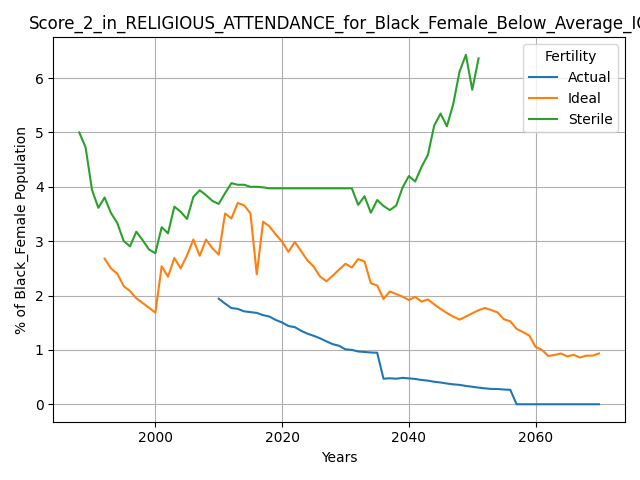 Score_2_in_RELIGIOUS_ATTENDANCE_for_Black_Female_Below_Average_IQ
Fertility
Actual
Ideal
Sterile
% of Black_Female Population
6
5
4
3
2
1
0
2000 2020 2040 2060
Years